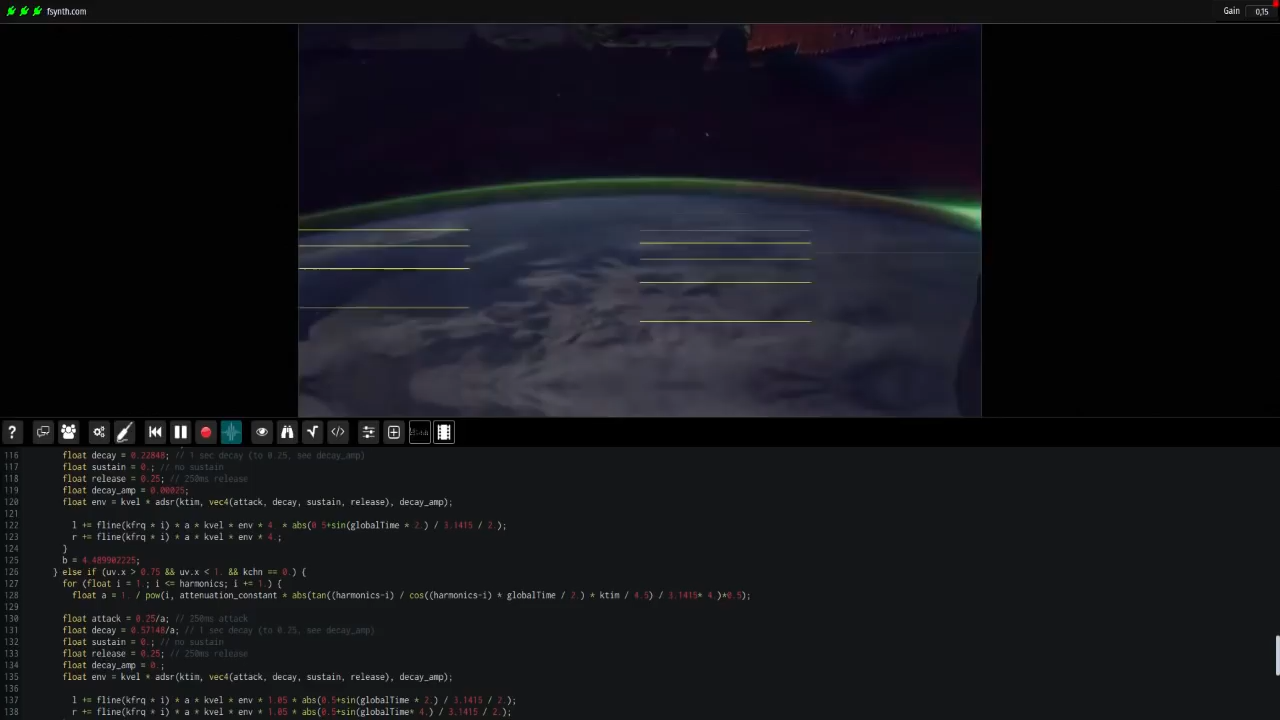 fsynth.com
Gain 0,15
116 float decay = 0.22848; // 1 sec decay (to 0.25, see decay_amp)
117 float sustain = 0.; // no sustain
118 float release = 0.25; // 250ms release
119 float decay_amp = 0.00025;
120 float env = kvel * adsr(ktim, vec4(attack, decay, sustain, release), decay_amp);
121
122 l += fline(kfrq * i) * a * kvel * env * 4. * abs(0.5+sin(globalTime * 2.) / 3.1415 / 2.);
123 r += fline(kfrq * i) * a * kvel * env * 4.;
124 }
125 b = 4.489902225;
126 } else if (uv.x > 0.75 && uv.x < 1. && kchn == 0.) {
127 for (float i = 1.; i <= harmonics; i += 1.) {
128 float a = 1. / pow(i, attenuation_constant * abs(tan((harmonics-i) / cos((harmonics-i) * globalTime / 2.) * ktim / 4.5) / 3.1415* 4.)*0.5);
129
130 float attack = 0.25/a; // 250ms attack
131 float decay = 0.57148/a; // 1 sec decay (to 0.25, see decay_amp)
132 float sustain = 0.; // no sustain
133 float release = 0.25; // 250ms release
134 float decay_amp = 0.;
135 float env = kvel * adsr(ktim, vec4(attack, decay, sustain, release), decay_amp);
136
137 l += fline(kfrq * i) * a * kvel * env * 1.05 * abs(0.5+sin(globalTime * 2.) / 3.1415 / 2.);
138 r += fline(kfrq * i) * a * kvel * env * 1.05 * abs(0.5+sin(globalTime* 4.) / 3.1415 / 2.);